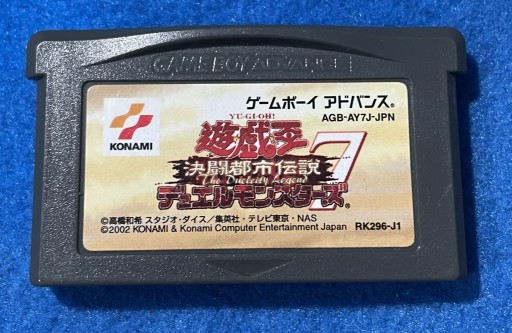 GAME BOY ADVANCE
ゲームボーイ アドバンス®
AGB-AY7J-JPN
KONAMI
YU-GI-OH!
遊戯王
決闘都市伝説
The Duelcity Legend
デュエルモンスターズ7
©高橋和希 スタジオ・ダイス/集英社・テレビ東京・NAS
©2002 KONAMI & Konami Computer Entertainment Japan
RK296-J1